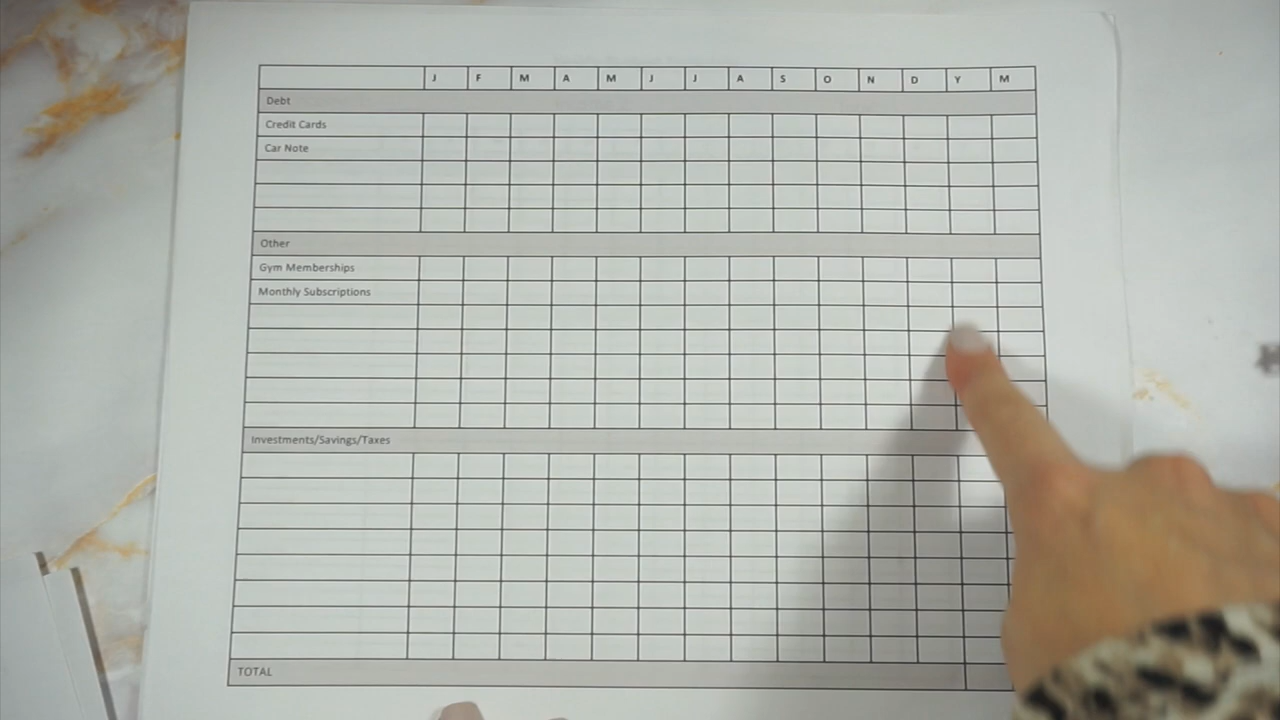 J F M A M J J A S O N D Y M
Debt
Credit Cards
Car Note
Other
Gym Memberships
Monthly Subscriptions
Investments/Savings/Taxes
TOTAL